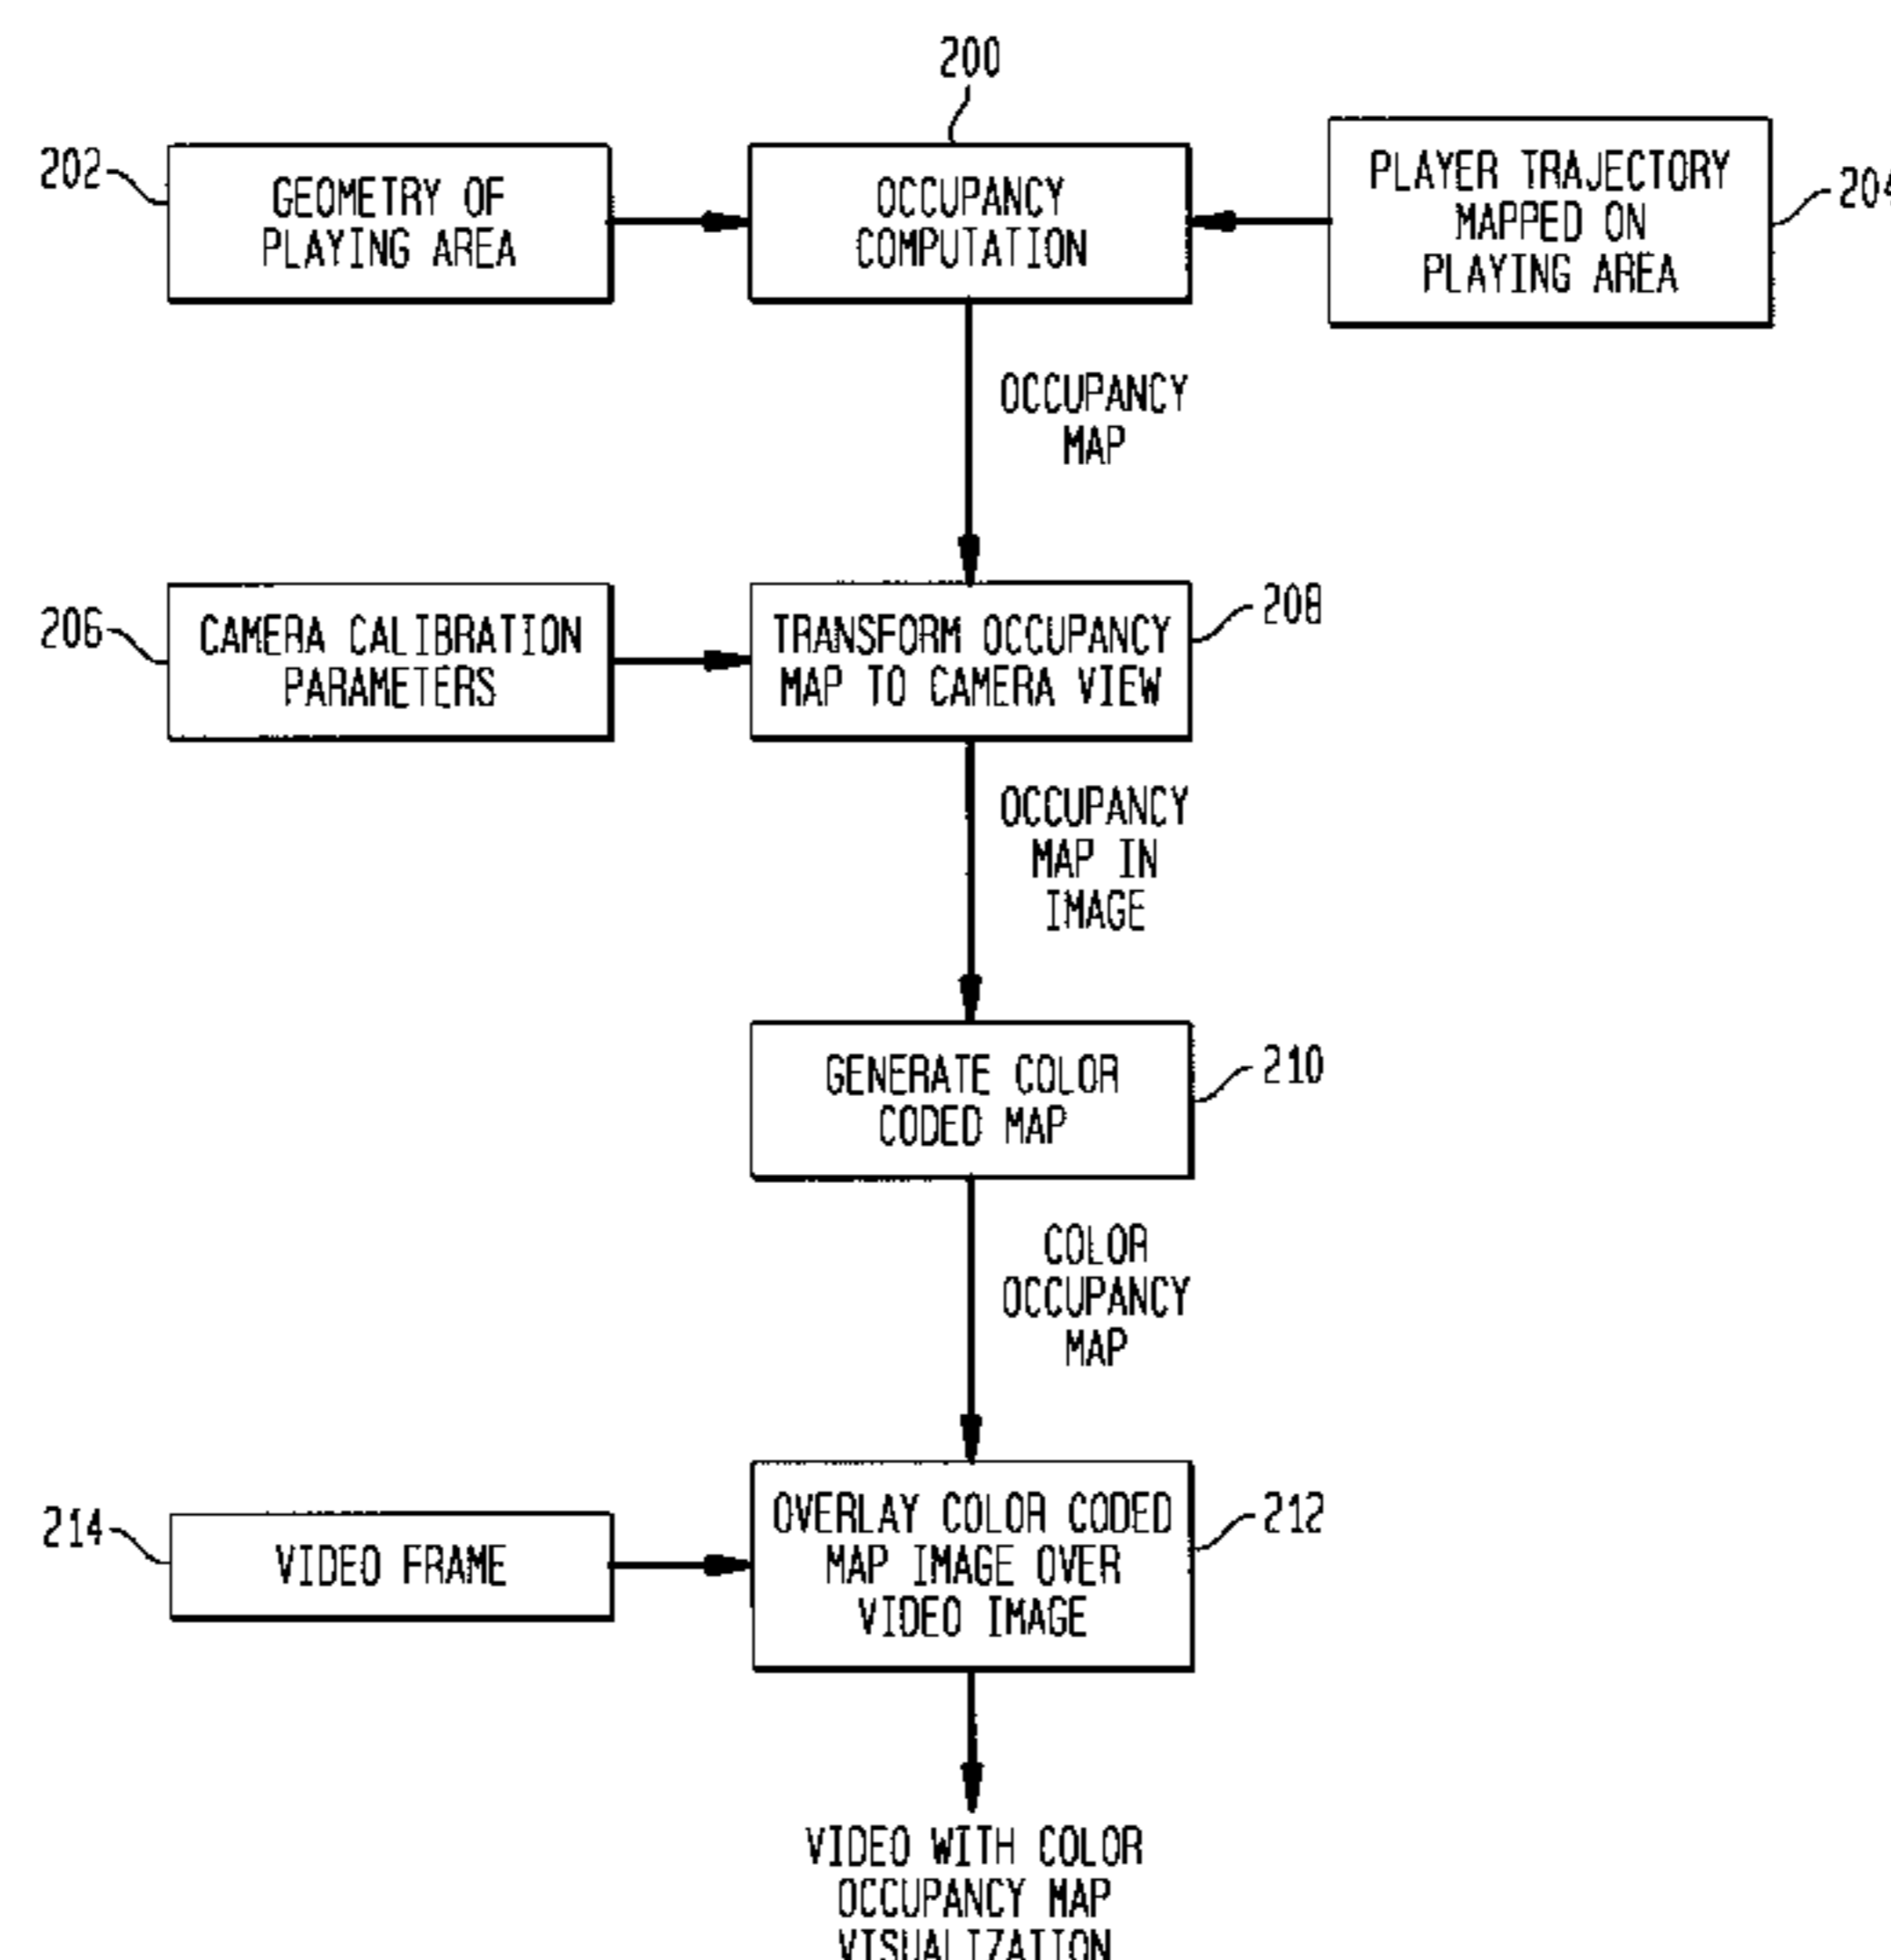 200
202
GEOMETRY OF
PLAYING AREA
OCCUPANCY
COMPUTATION
PLAYER TRAJECTORY
MAPPED ON
PLAYING AREA
204
OCCUPANCY
MAP
206
CAMERA CALIBRATION
PARAMETERS
TRANSFORM OCCUPANCY
MAP TO CAMERA VIEW
208
OCCUPANCY
MAP IN
IMAGE
GENERATE COLOR
CODED MAP
210
COLOR
OCCUPANCY
MAP
214
VIDEO FRAME
OVERLAY COLOR CODED
MAP IMAGE OVER
VIDEO IMAGE
212
VIDEO WITH COLOR
OCCUPANCY MAP
VISUALIZATION